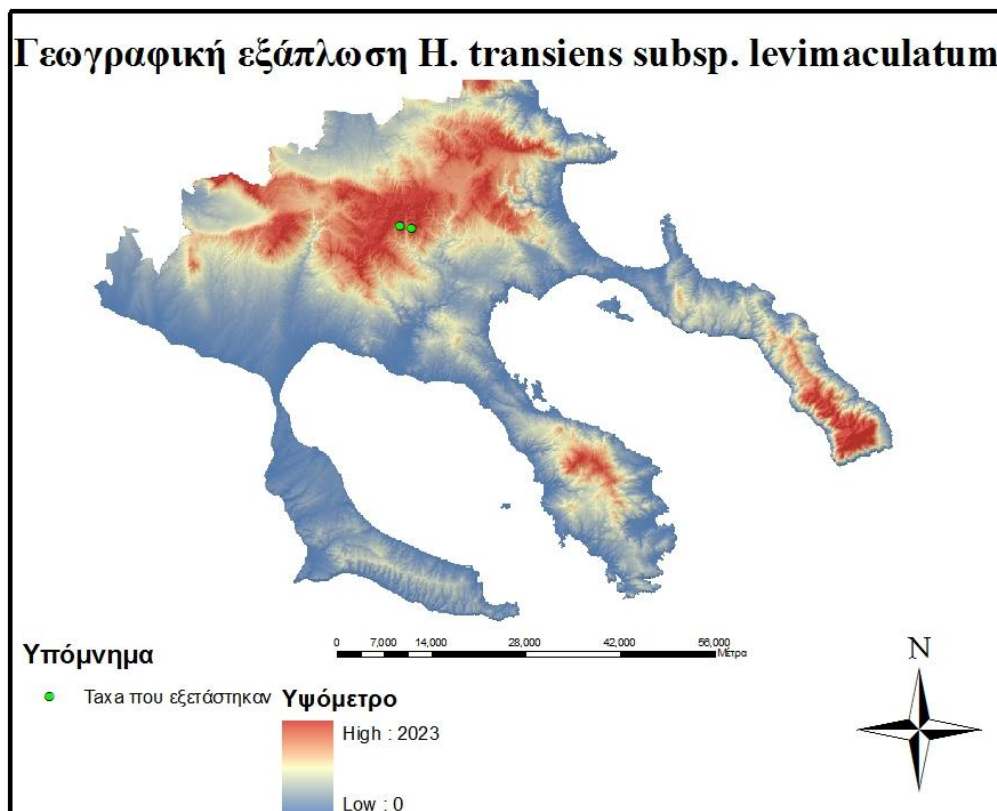 Γεωγραφική εξάπλωση H. transiens subsp. levimaculatum
0 7,000 14,000 28,000 42,000 56,000
Μέτρα
Υπόμνημα
N
Taxa που εξετάστηκαν
Υψόμετρο
High : 2023
Low : 0